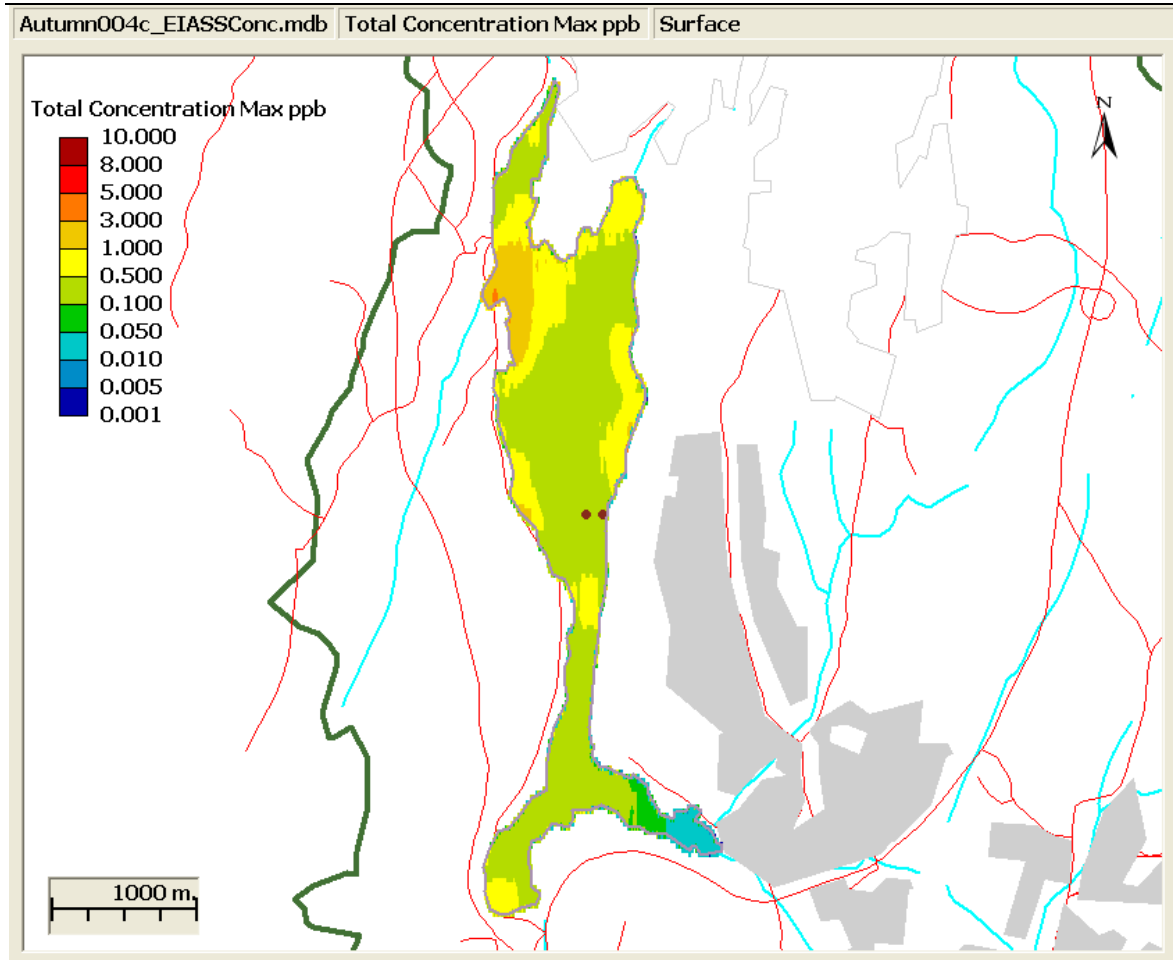 Autumn004c_EIASSConc.mdb Total Concentration Max ppb Surface
Total Concentration Max ppb
10.000
8.000
5.000
3.000
1.000
0.500
0.100
0.050
0.010
0.005
0.001
N
1000 m.